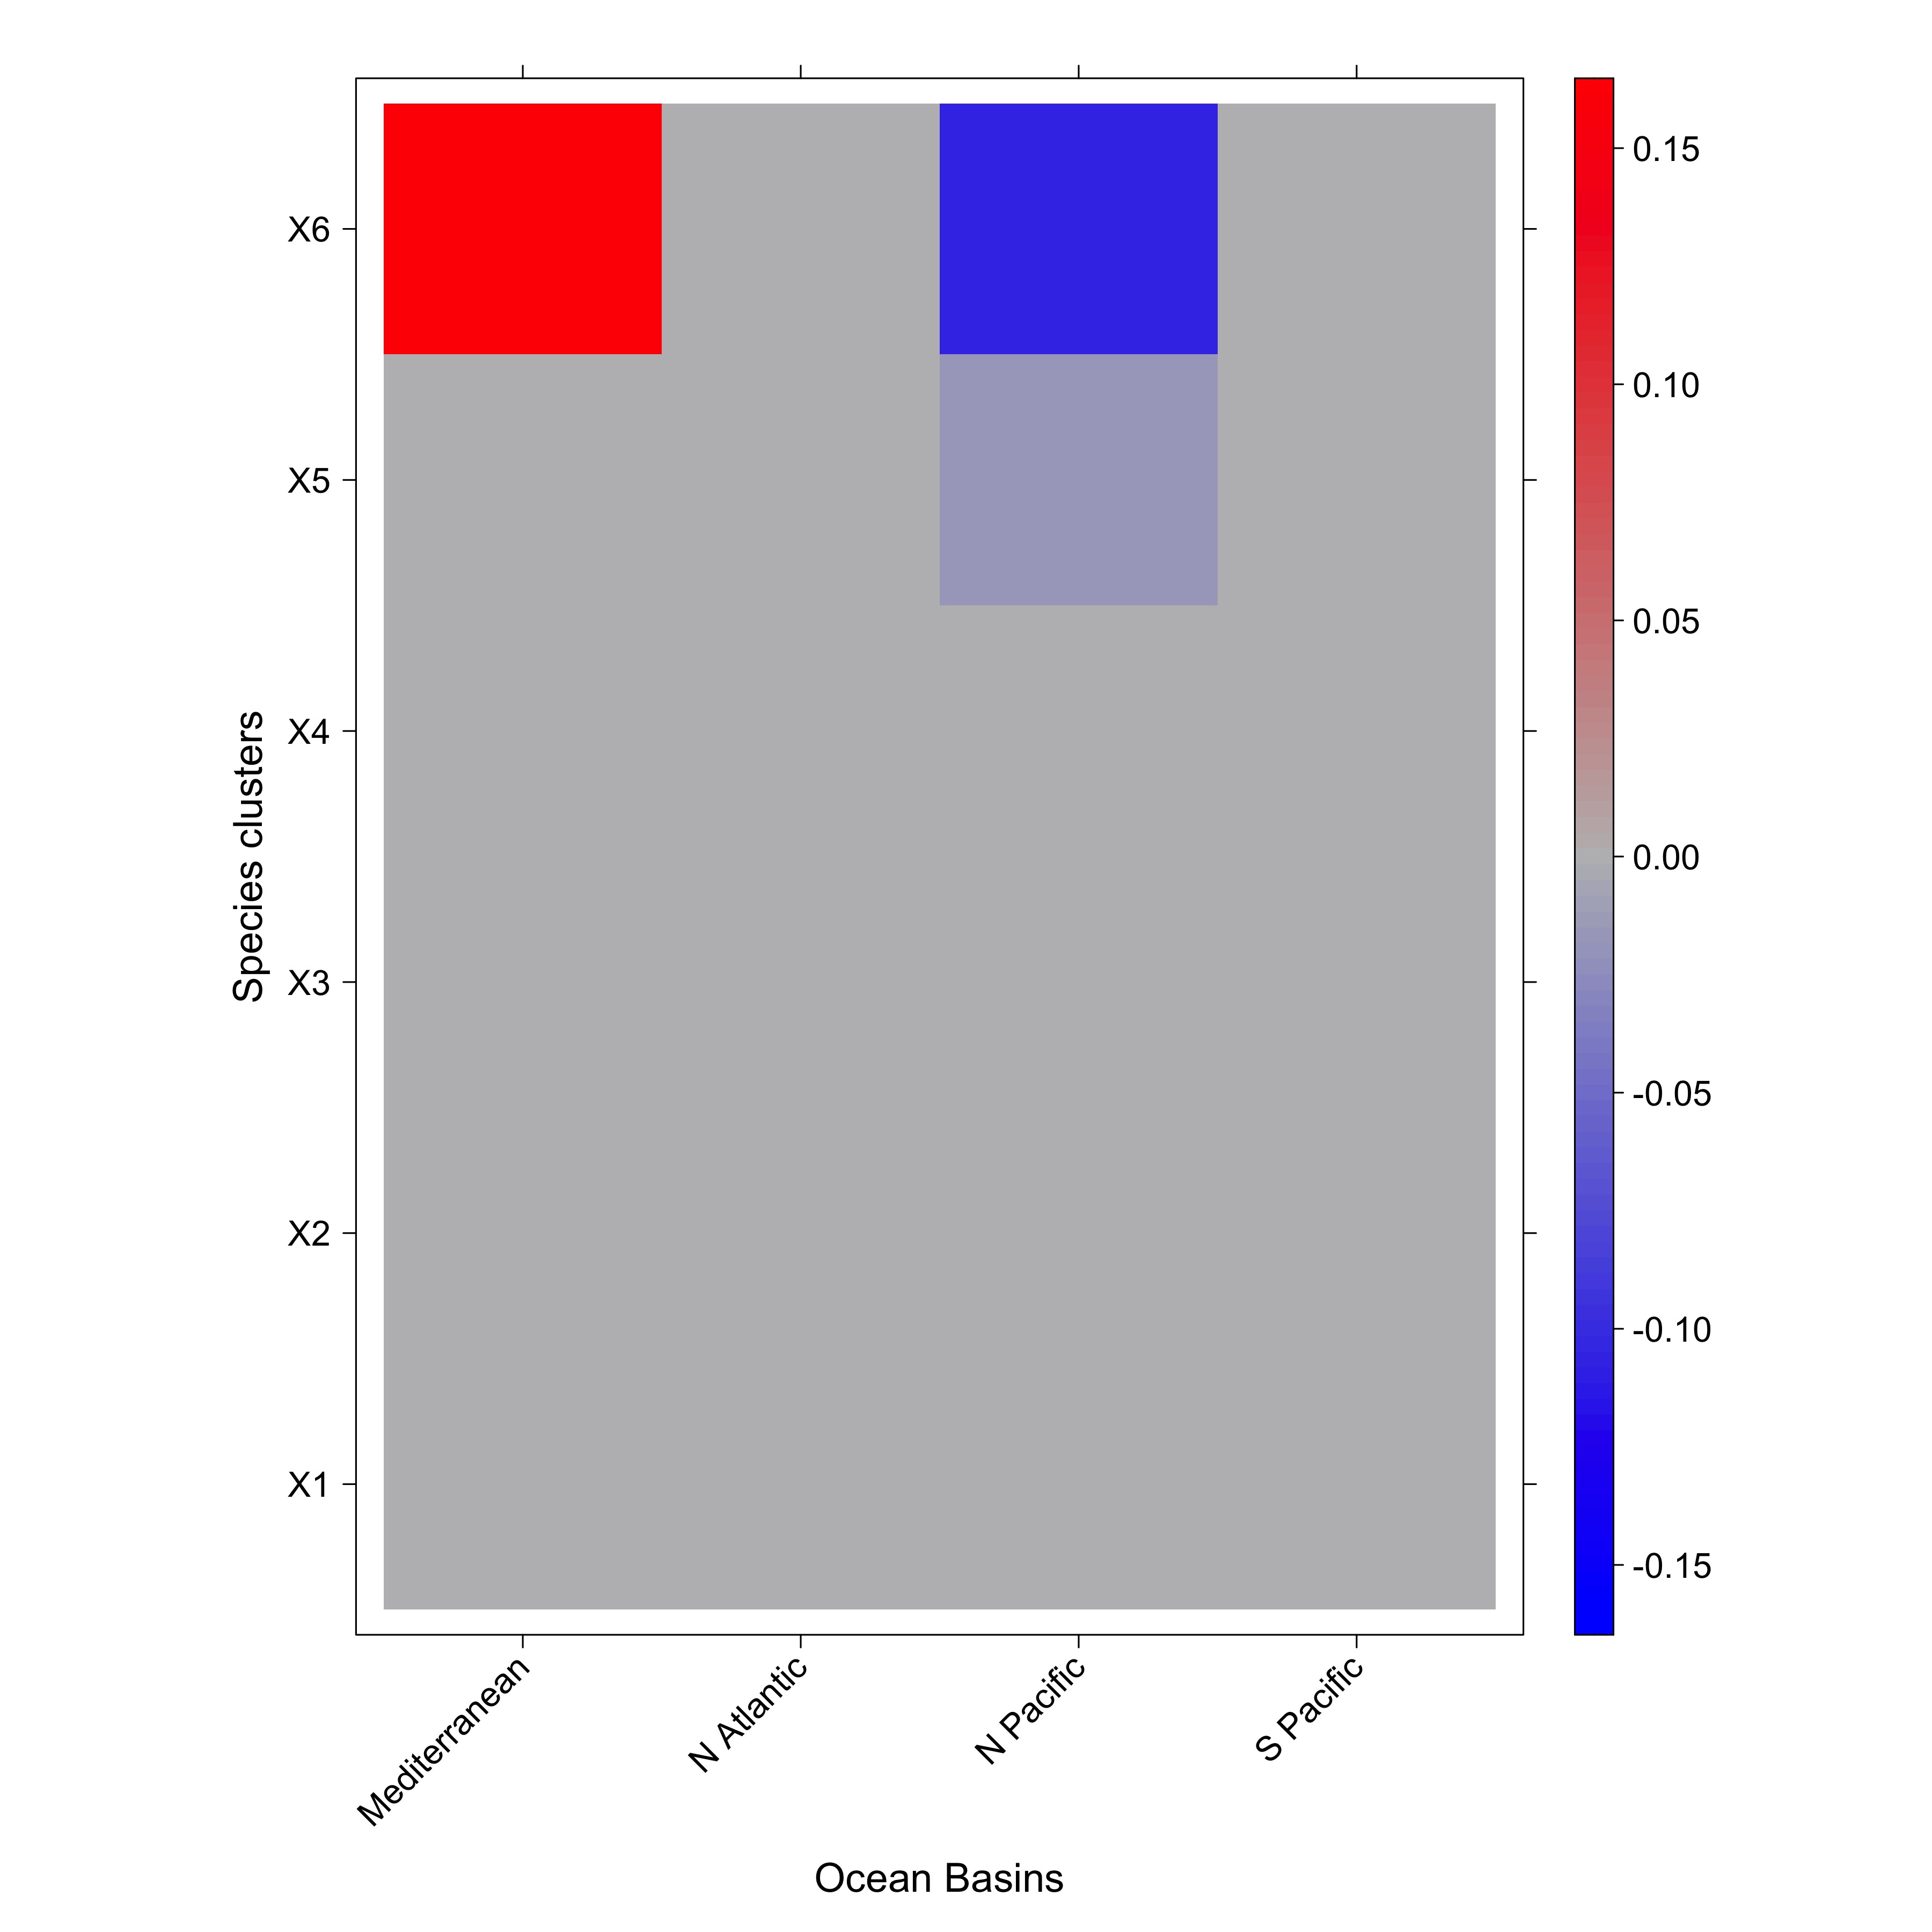 X6
X5
X4
X3
X2
X1
Species clusters
Mediterranean
N Atlantic
N Pacific
S Pacific
Ocean Basins
0.15
0.10
0.05
0.00
-0.05
-0.10
-0.15